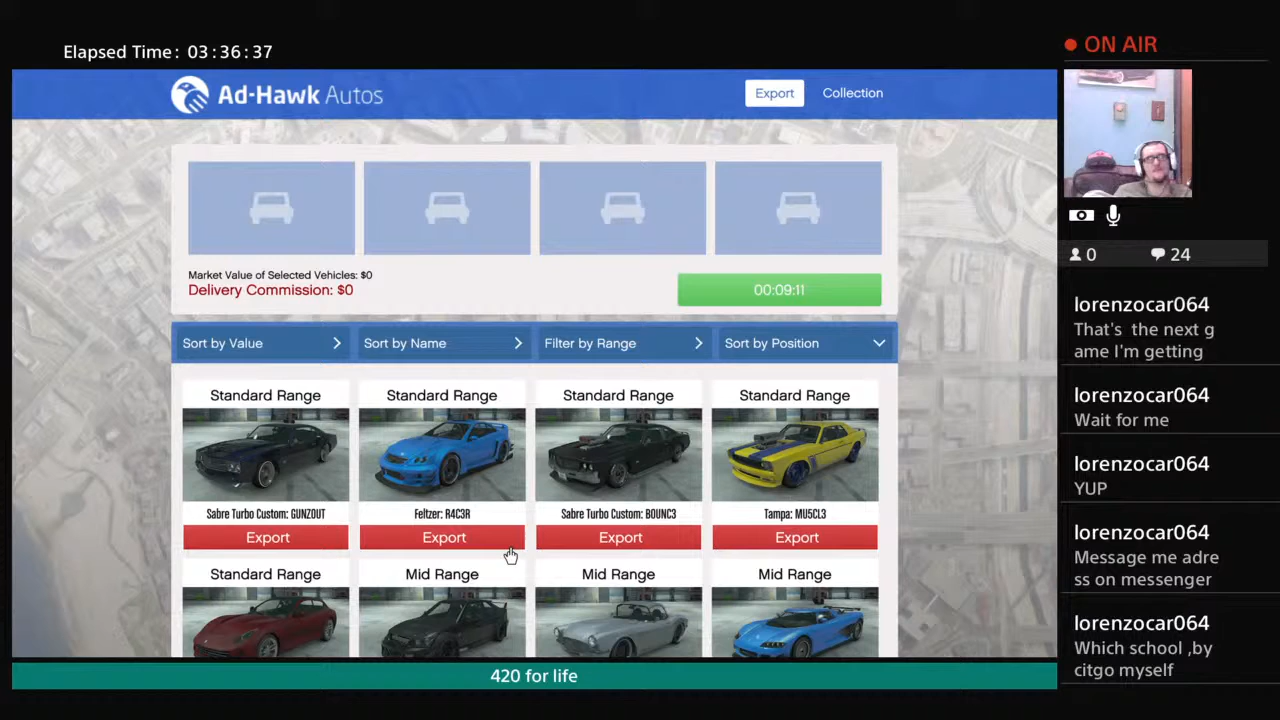 Elapsed Time: 03:36:37
ON AIR
Ad-Hawk Autos
Export
Collection
Market Value of Selected Vehicles: $0
Delivery Commission: $0
00:09:11
0
24
Sort by Value
Sort by Name
Filter by Range
Sort by Position
Standard Range
Standard Range
Standard Range
Standard Range
Sabre Turbo Custom: GUNZ0UT
Feltzer: R4C3R
Sabre Turbo Custom: B0UNC3
Tampa: MU5CL3
Export
Export
Export
Export
Standard Range
Mid Range
Mid Range
Mid Range
420 for life
lorenzocar064
That's the next g
ame I'm getting
lorenzocar064
Wait for me
lorenzocar064
YUP
lorenzocar064
Message me adre
ss on messenger
lorenzocar064
Which school ,by
citgo myself